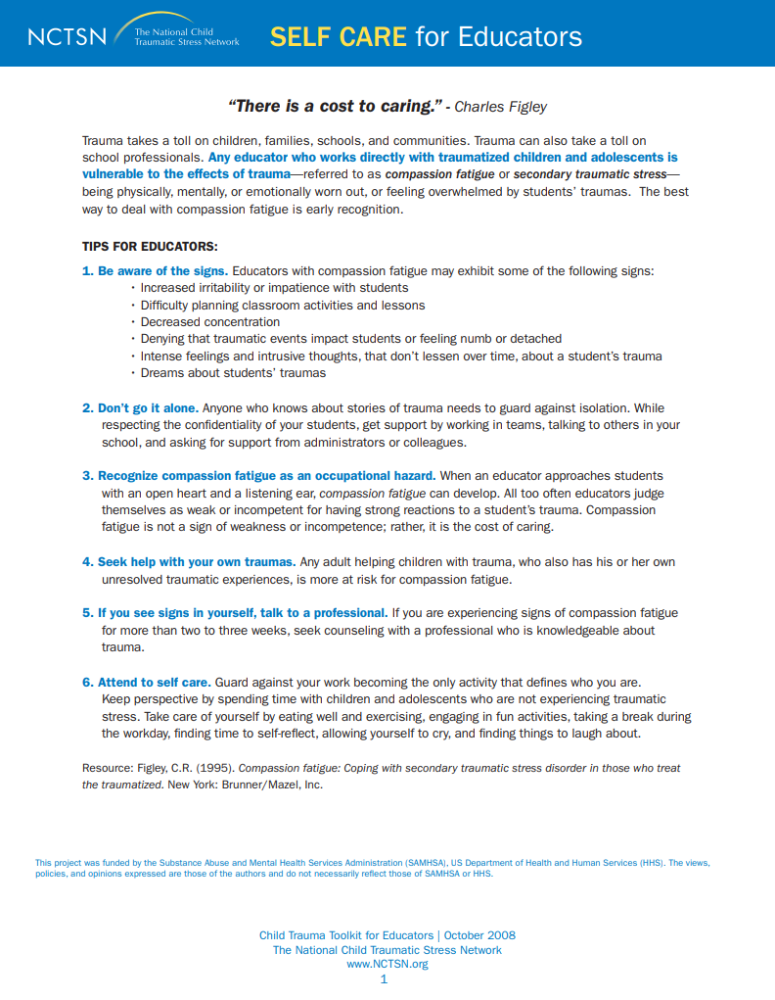 NCTSN
The National Child
Traumatic Stress Network
SELF CARE for Educators
“There is a cost to caring.” - Charles Figley
Trauma takes a toll on children, families, schools, and communities. Trauma can also take a toll on
school professionals. Any educator who works directly with traumatized children and adolescents is
vulnerable to the effects of trauma—referred to as compassion fatigue or secondary traumatic stress—
being physically, mentally, or emotionally worn out, or feeling overwhelmed by students’ traumas. The best
way to deal with compassion fatigue is early recognition.
TIPS FOR EDUCATORS:
1. Be aware of the signs. Educators with compassion fatigue may exhibit some of the following signs:
• Increased irritability or impatience with students
• Difficulty planning classroom activities and lessons
• Decreased concentration
• Denying that traumatic events impact students or feeling numb or detached
• Intense feelings and intrusive thoughts, that don’t lessen over time, about a student’s trauma
• Dreams about students’ traumas
2. Don’t go it alone. Anyone who knows about stories of trauma needs to guard against isolation. While
respecting the confidentiality of your students, get support by working in teams, talking to others in your
school, and asking for support from administrators or colleagues.
3. Recognize compassion fatigue as an occupational hazard. When an educator approaches students
with an open heart and a listening ear, compassion fatigue can develop. All too often educators judge
themselves as weak or incompetent for having strong reactions to a student’s trauma. Compassion
fatigue is not a sign of weakness or incompetence; rather, it is the cost of caring.
4. Seek help with your own traumas. Any adult helping children with trauma, who also has his or her own
unresolved traumatic experiences, is more at risk for compassion fatigue.
5. If you see signs in yourself, talk to a professional. If you are experiencing signs of compassion fatigue
for more than two to three weeks, seek counseling with a professional who is knowledgeable about
trauma.
6. Attend to self care. Guard against your work becoming the only activity that defines who you are.
Keep perspective by spending time with children and adolescents who are not experiencing traumatic
stress. Take care of yourself by eating well and exercising, engaging in fun activities, taking a break during
the workday, finding time to self-reflect, allowing yourself to cry, and finding things to laugh about.
Resource: Figley, C.R. (1995). Compassion fatigue: Coping with secondary traumatic stress disorder in those who treat
the traumatized. New York: Brunner/Mazel, Inc.
This project was funded by the Substance Abuse and Mental Health Services Administration (SAMHSA), US Department of Health and Human Services (HHS). The views,
policies, and opinions expressed are those of the authors and do not necessarily reflect those of SAMHSA or HHS.
Child Trauma Toolkit for Educators | October 2008
The National Child Traumatic Stress Network
www.NCTSN.org
1